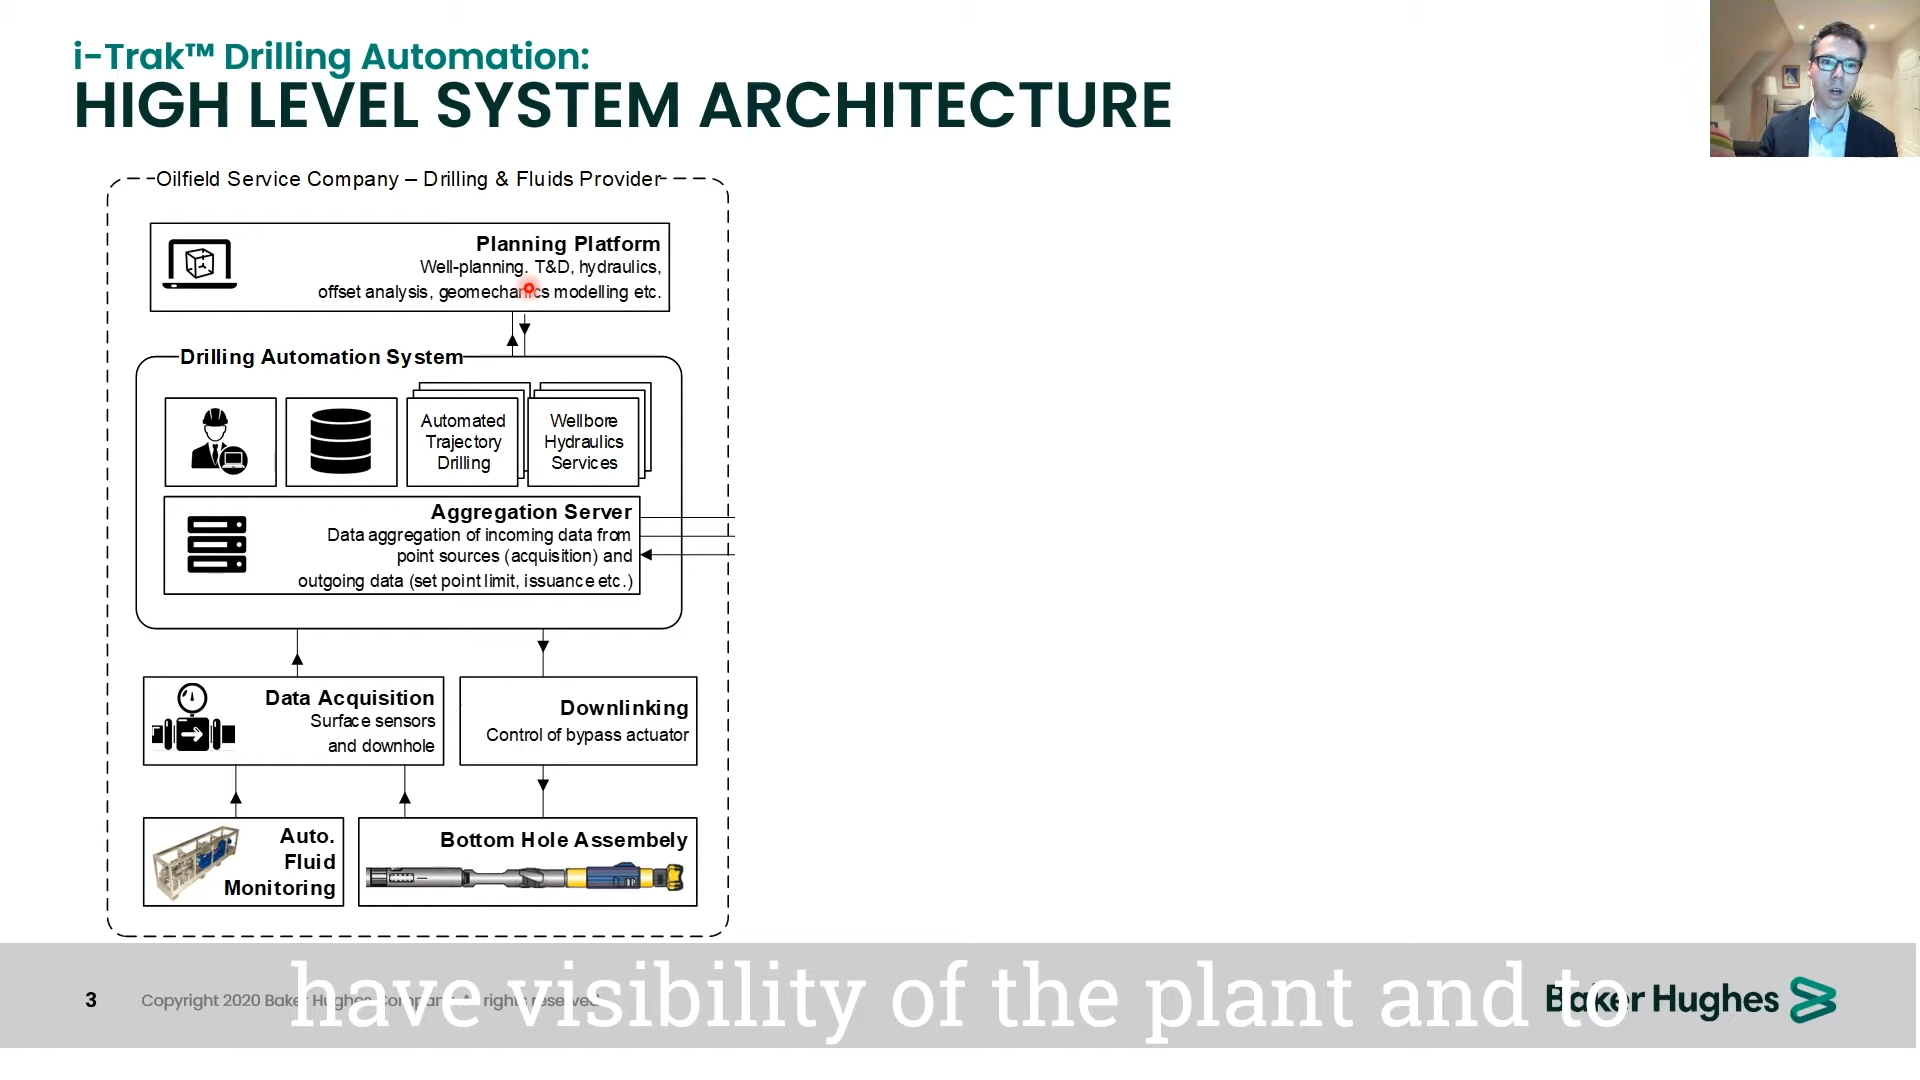 i-Trak™ Drilling Automation:
HIGH LEVEL SYSTEM ARCHITECTURE
Oilfield Service Company – Drilling & Fluids Provider
Planning Platform
Well-planning. T&D, hydraulics,
offset analysis, geomechanics modelling etc.
Drilling Automation System
Automated
Trajectory
Drilling
Wellbore
Hydraulics
Services
Aggregation Server
Data aggregation of incoming data from
point sources (acquisition) and
outgoing data (set point limit, issuance etc.)
Data Acquisition
Surface sensors
and downhole
Downlinking
Control of bypass actuator
Auto.
Fluid
Monitoring
Bottom Hole Assembely
have visibility of the plant and to
3
Copyright 2020 Baker Hughes Company. All rights reserved.
Baker Hughes